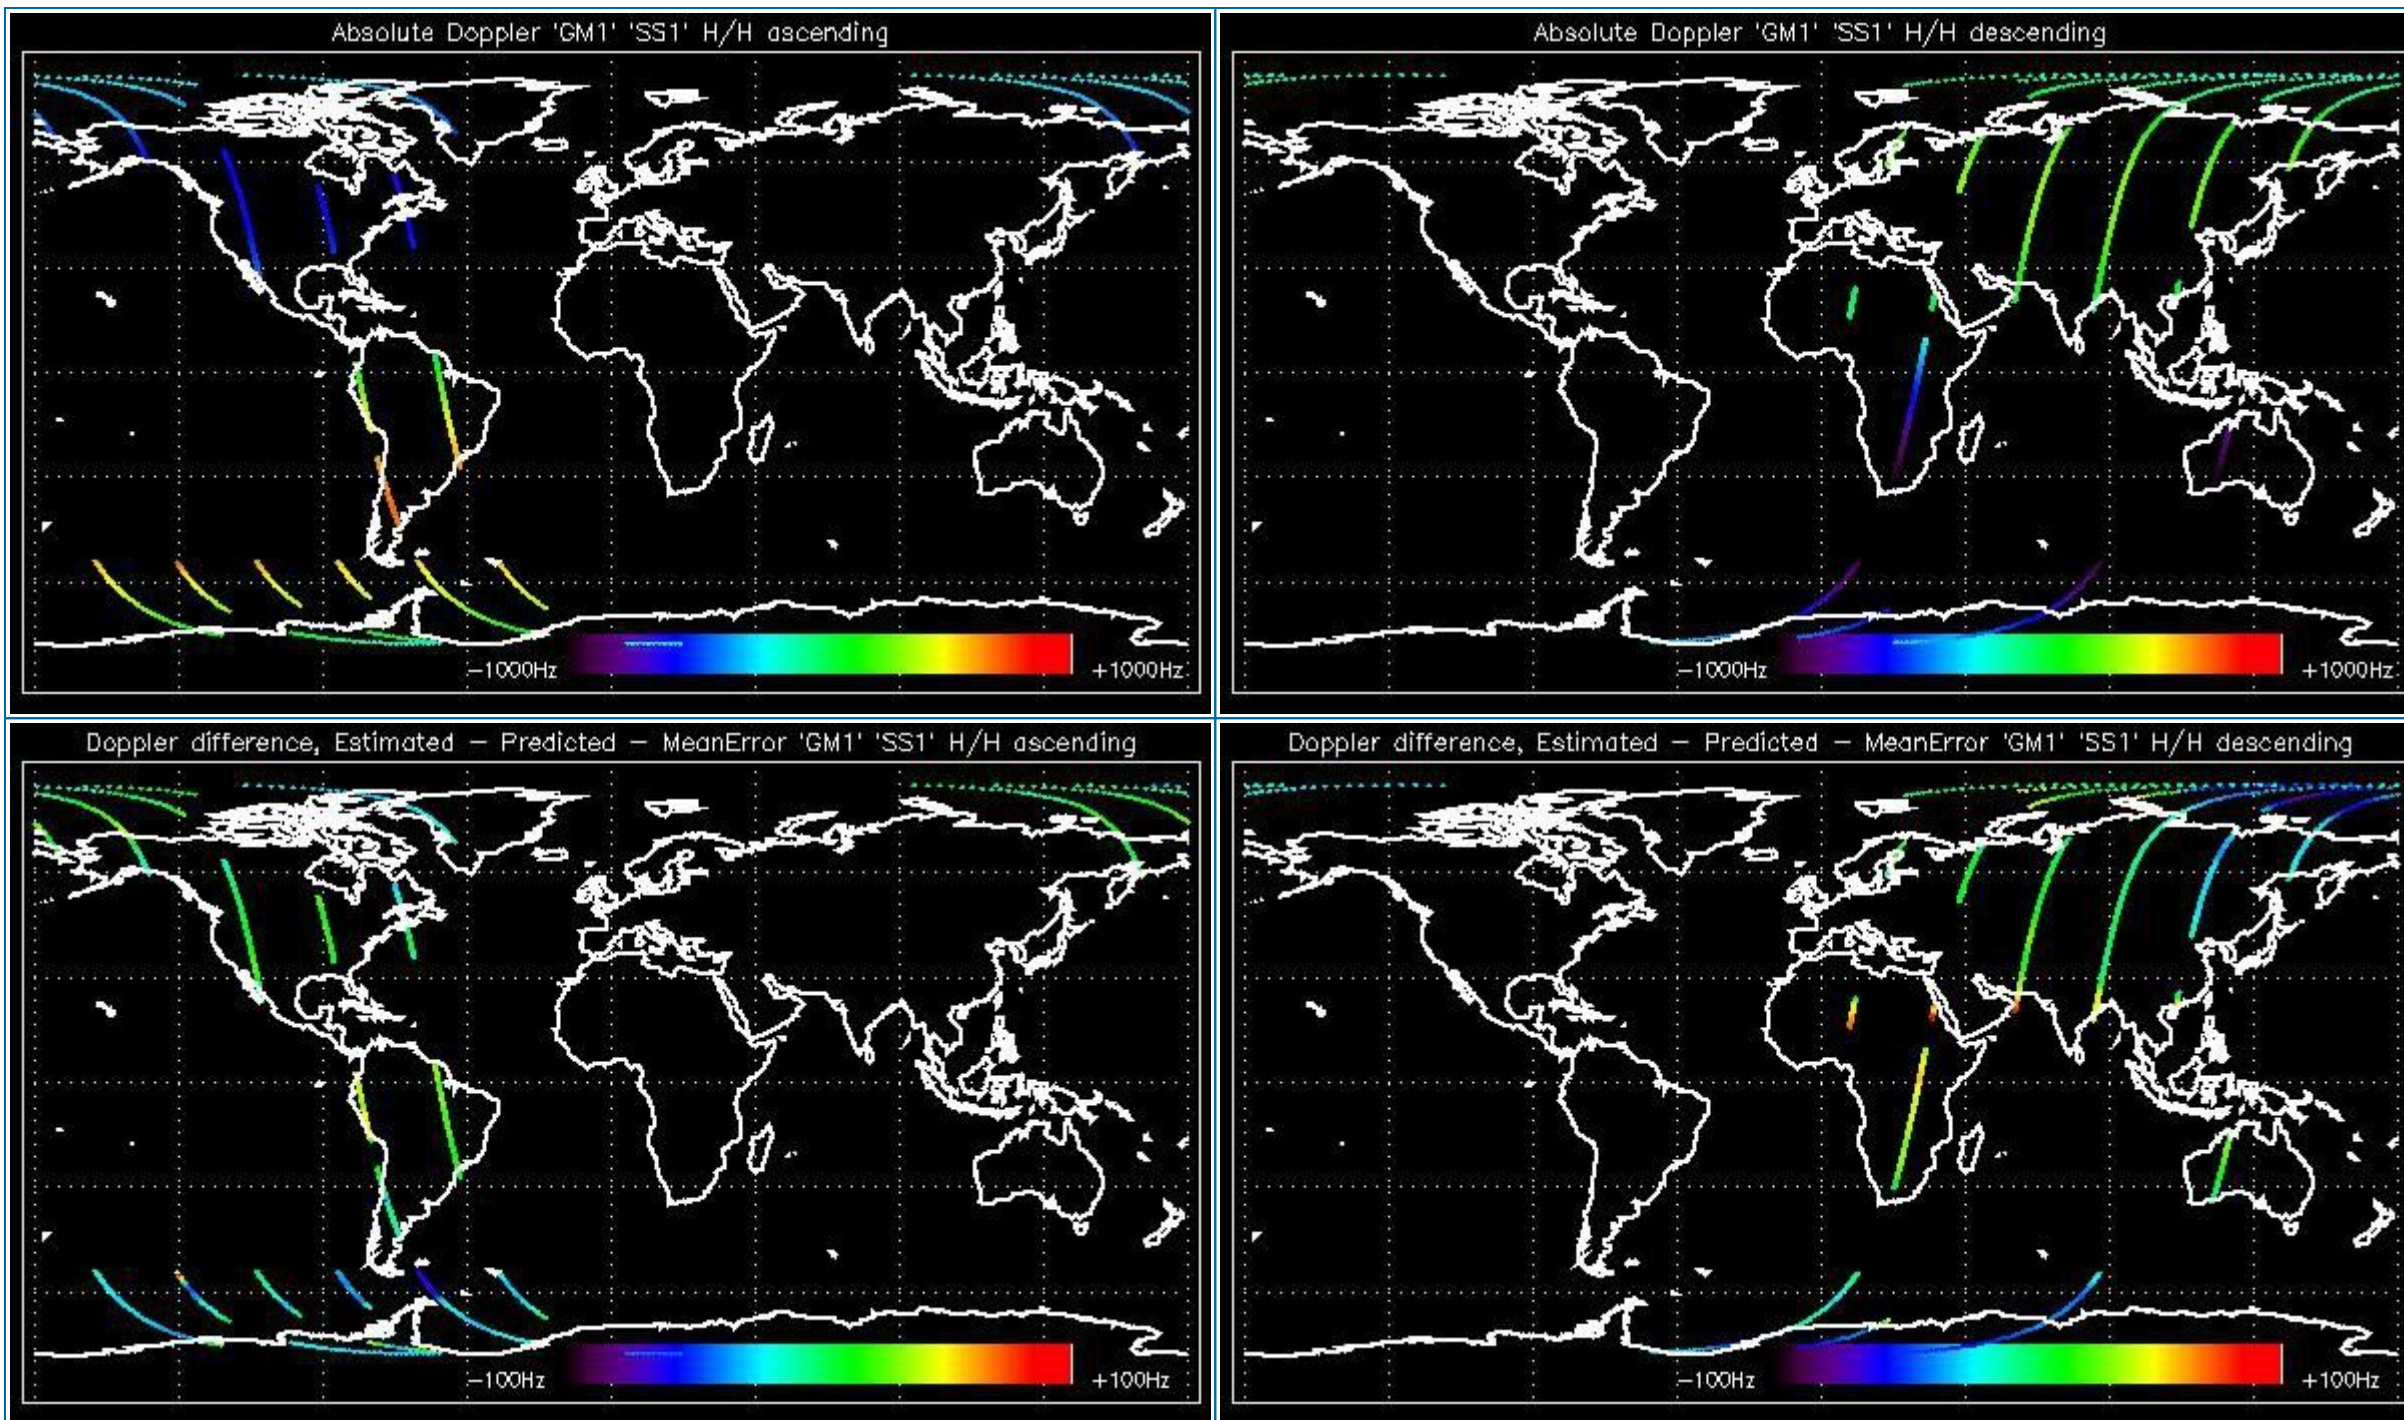 Absolute Doppler 'GM1' 'SS1' H/H ascending
-1000Hz
+1000Hz
Absolute Doppler 'GM1' 'SS1' H/H descending
-1000Hz
+1000Hz
Doppler difference, Estimated - Predicted - MeanError 'GM1' 'SS1' H/H ascending
-100Hz
+100Hz
Doppler difference, Estimated - Predicted - MeanError 'GM1' 'SS1' H/H descending
-100Hz
+100Hz